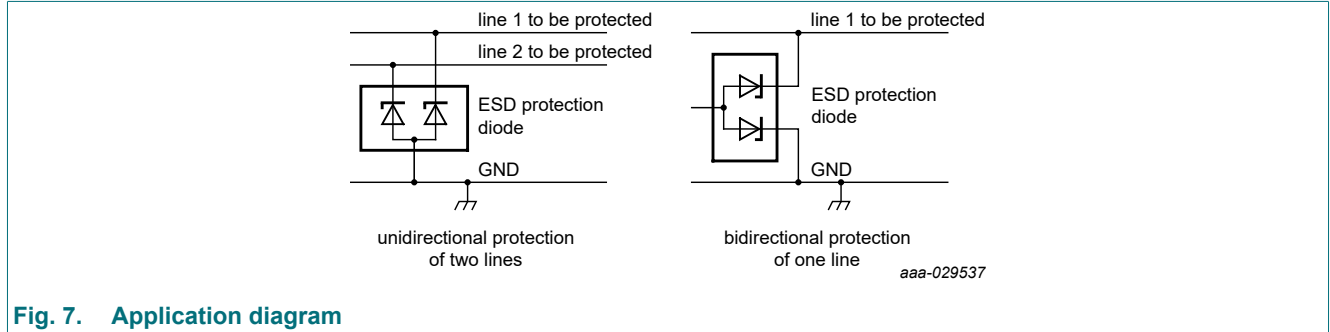 line 1 to be protected
line 2 to be protected
ESD protection
diode
GND
unidirectional protection
of two lines
line 1 to be protected
ESD protection
diode
GND
bidirectional protection
of one line
aaa-029537
Fig. 7. Application diagram